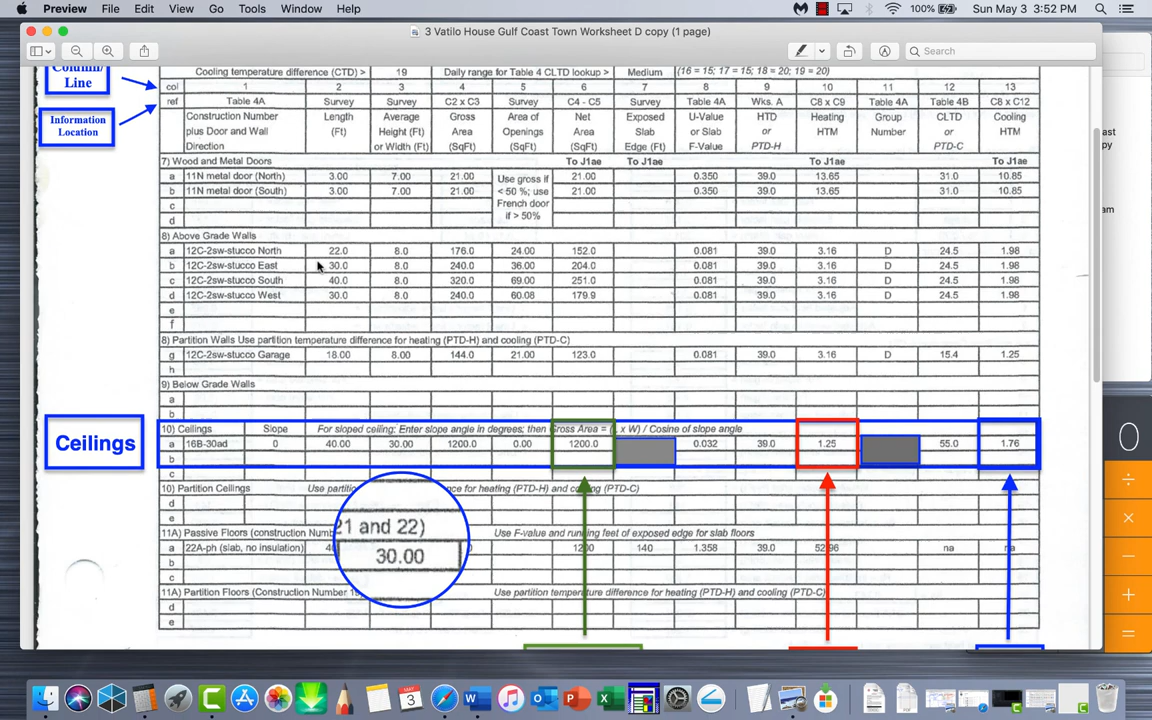 Preview File Edit View Go Tools Window Help 100% Sun May 3 3:52 PM
3 Vatilo House Gulf Coast Town Worksheet D copy (1 page)
Search
Column/
Line
Information
Location
Cooling temperature difference (CTD) > 19 Daily range for Table 4 CLTD lookup > Medium (16 = 15; 17 = 15; 18 = 20; 19 = 20)
col 1 2 3 4 5 6 7 8 9 10 11 12 13
ref Table 4A Survey Survey C2 x C3 Survey C4 - C5 Survey Table 4A Wks. A C8 x C9 Table 4A Table 4B C8 x C12
Construction Number Length Average Gross Area of Net Exposed U-Value HTD Heating Group CLTD Cooling
plus Door and Wall (Ft) Height (Ft) Area Openings Area Slab or Slab or HTM Number or HTM
Direction or Width (Ft) (SqFt) (SqFt) (SqFt) Edge (Ft) F-Value PTD-H PTD-C
7) Wood and Metal Doors To J1ae To J1ae To J1ae To J1ae
a 11N metal door (North) 3.00 7.00 21.00 Use gross if 21.00 0.350 39.0 13.65 31.0 10.85
b 11N metal door (South) 3.00 7.00 21.00 < 50 %; use 21.00 0.350 39.0 13.65 31.0 10.85
c French door
d if > 50%
8) Above Grade Walls
a 12C-2sw-stucco North 22.0 8.0 176.0 24.00 152.0 0.081 39.0 3.16 D 24.5 1.98
b 12C-2sw-stucco East 30.0 8.0 240.0 36.00 204.0 0.081 39.0 3.16 D 24.5 1.98
c 12C-2sw-stucco South 40.0 8.0 320.0 69.00 251.0 0.081 39.0 3.16 D 24.5 1.98
d 12C-2sw-stucco West 30.0 8.0 240.0 60.08 179.9 0.081 39.0 3.16 D 24.5 1.98
e
f
8) Partition Walls Use partition temperature difference for heating (PTD-H) and cooling (PTD-C)
g 12C-2sw-stucco Garage 18.00 8.00 144.0 21.00 123.0 0.081 39.0 3.16 D 15.4 1.25
h
9) Below Grade Walls
a
b
Ceilings
10) Ceilings Slope For sloped ceiling: Enter slope angle in degrees; then Gross Area = ( x W) / Cosine of slope angle
a 16B-30ad 0 40.00 30.00 1200.0 0.00 1200.0 0.032 39.0 1.25 55.0 1.76
b
c
10) Partition Ceilings Use partition for heating (PTD-H) and cooling (PTD-C)
d
e
21 and 22)
30.00
11A) Passive Floors (construction Use F-value and running feet of exposed edge for slab floors
a 22A-ph (slab, no insulation) 1200 140 1.358 39.0 52.96 na na
b
c
11A) Partition Floors (Construction Number Use partition temperature difference for heating (PTD-H) and cooling (PTD-C)
d
e
0
÷
×
−
+
=
MAY
3